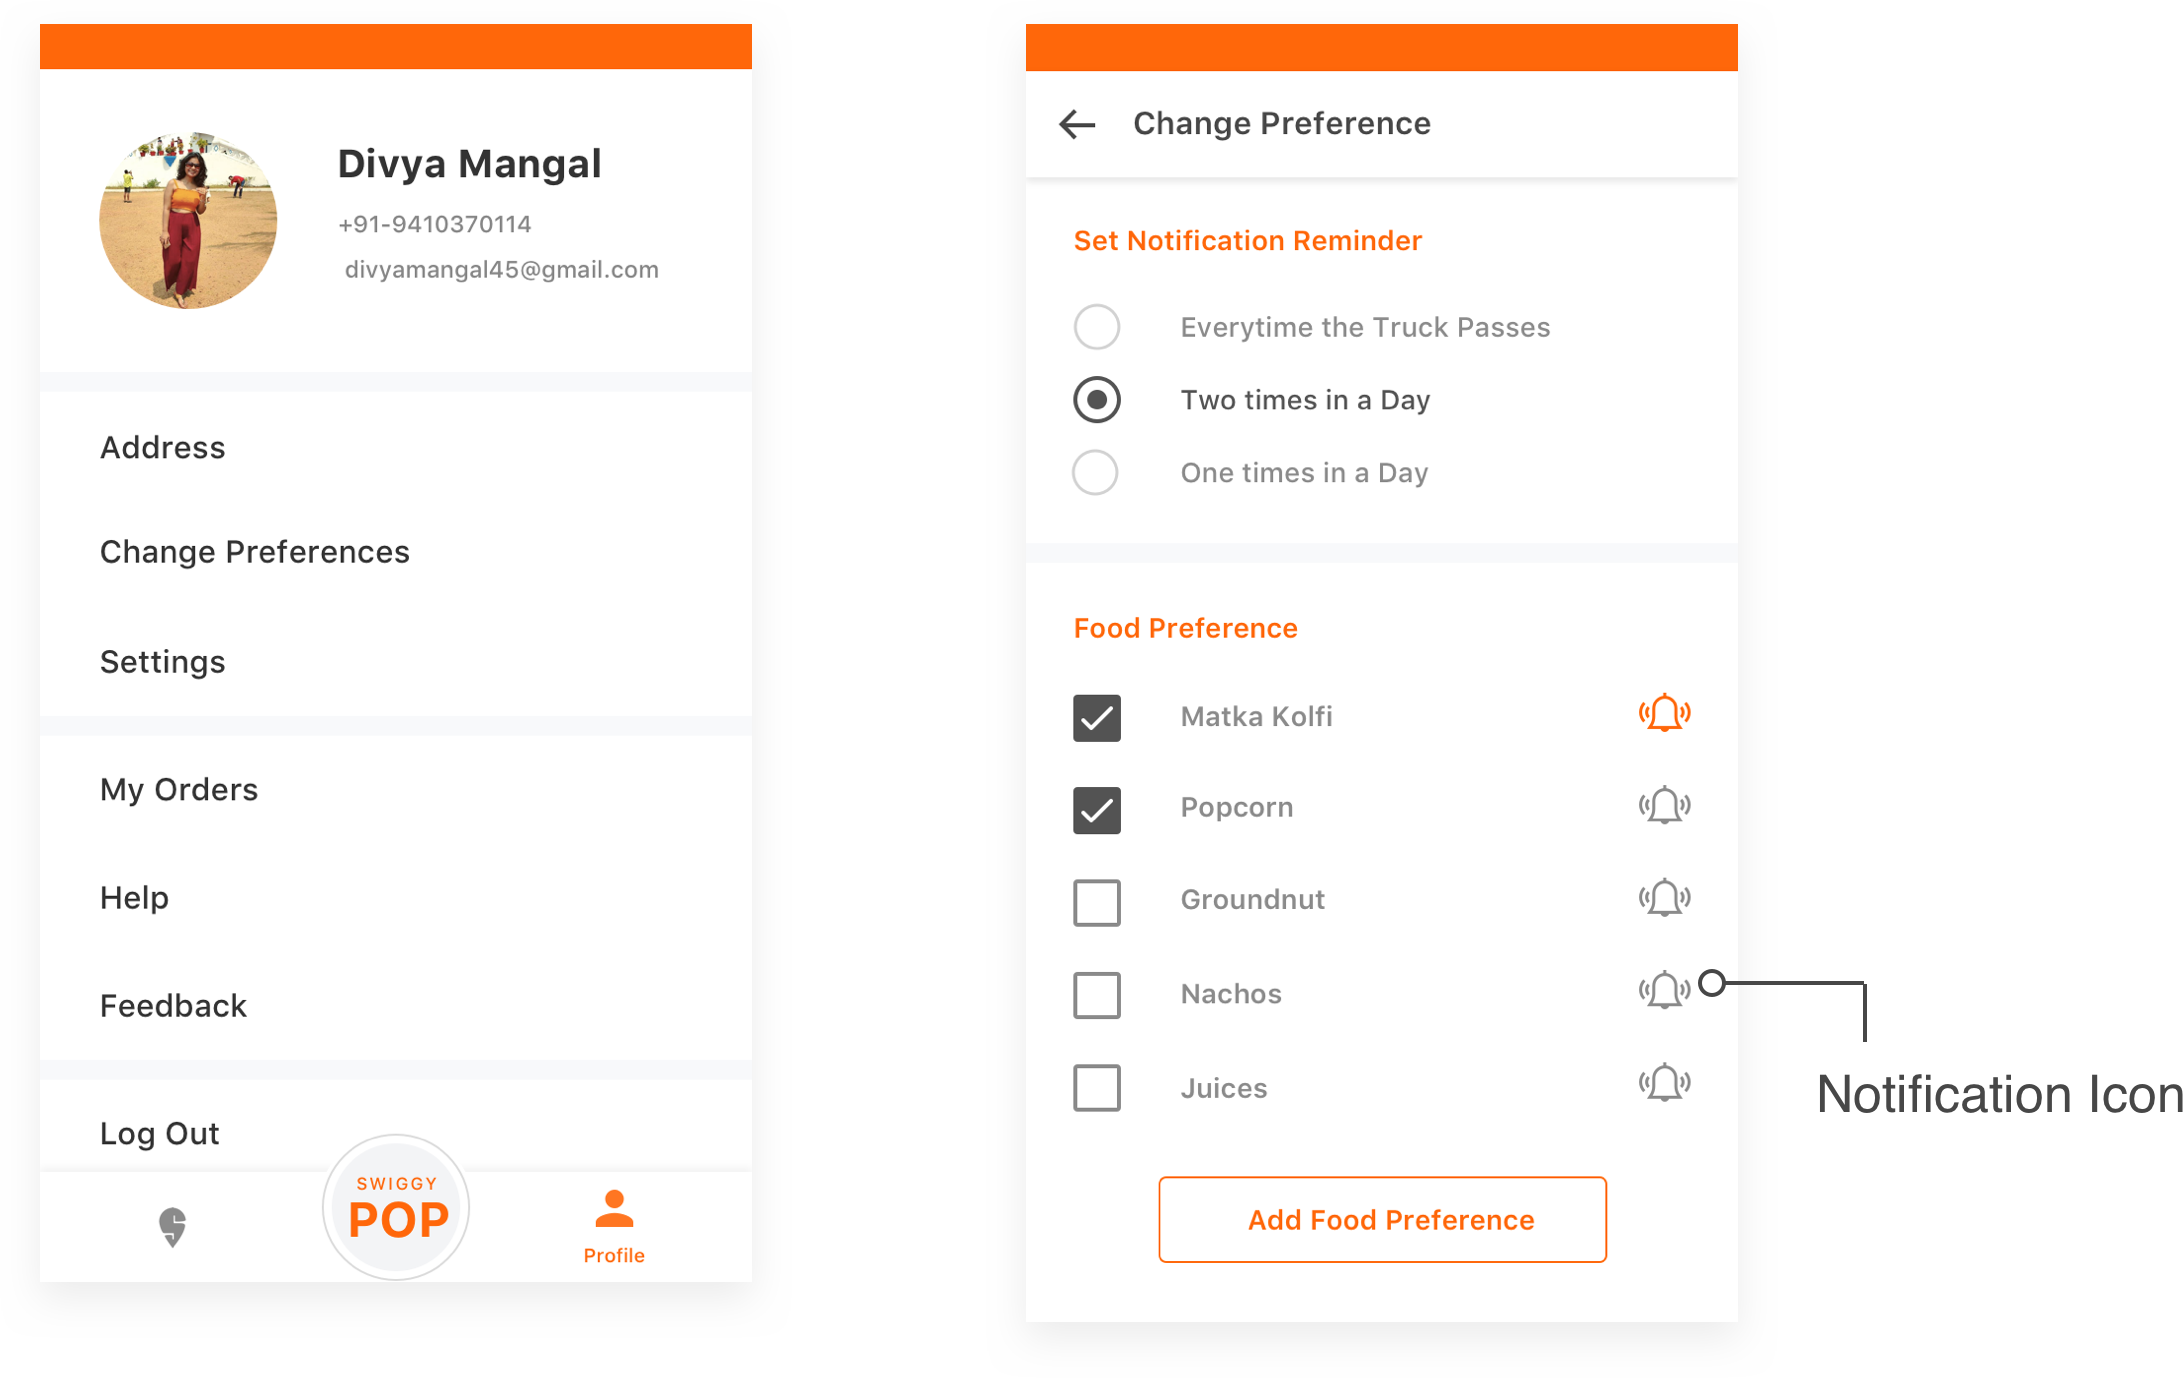 Divya Mangal
+91-9410370114
divyamangal45@gmail.com
Address
Change Preferences
Settings
My Orders
Help
Feedback
Log Out
SWIGGY
POP
Profile
Change Preference
Set Notification Reminder
Everytime the Truck Passes
Two times in a Day
One times in a Day
Food Preference
Matka Kolfi
Popcorn
Groundnut
Nachos
Juices
Add Food Preference
Notification Icon